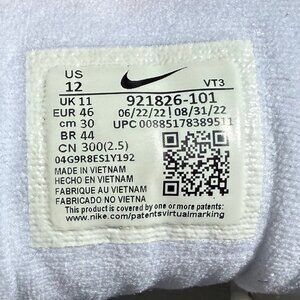 US
12
VT3
UK 11
921826-101
EUR 46
06/22/22 | 08/31/22
cm 30
UPC 00885178389511
BR 44
CN 300(2.5)
04G9R8ES1Y192
MADE IN VIETNAM
HECHO EN VIETNAM
FABRIQUE AU VIETNAM
FABRICADO NO VIETNA
This product is covered by one or more patents:
www.nike.com/patentsvirtualmarking